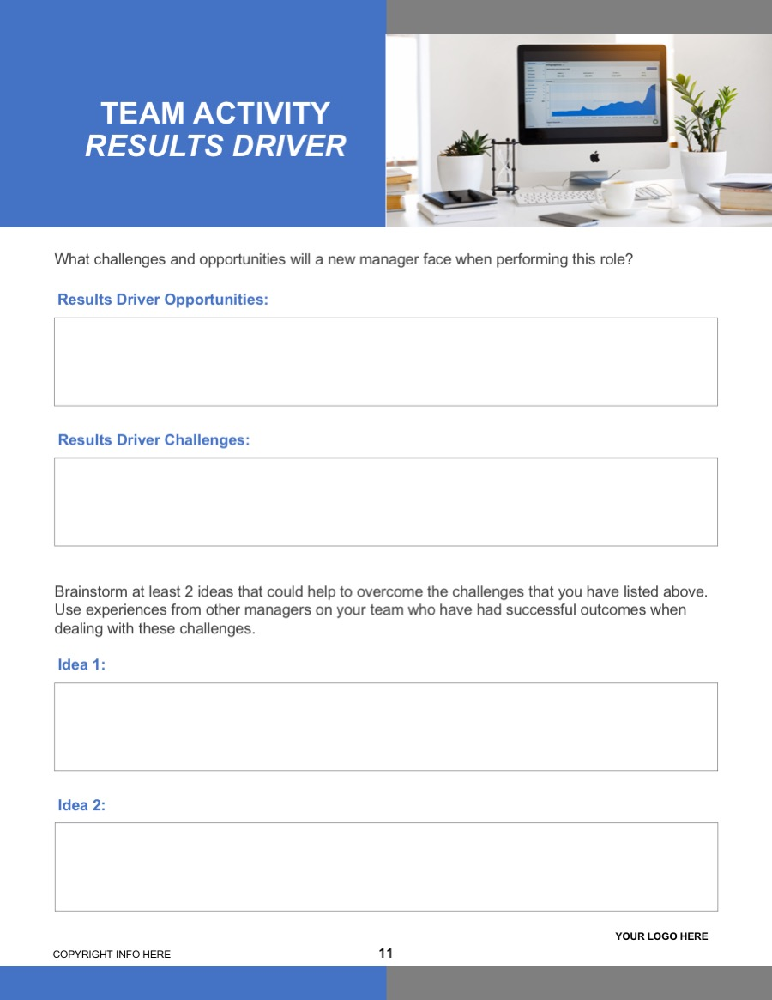 TEAM ACTIVITY
RESULTS DRIVER
What challenges and opportunities will a new manager face when performing this role?
Results Driver Opportunities:
Results Driver Challenges:
Brainstorm at least 2 ideas that could help to overcome the challenges that you have listed above.
Use experiences from other managers on your team who have had successful outcomes when
dealing with these challenges.
Idea 1:
Idea 2:
YOUR LOGO HERE
COPYRIGHT INFO HERE
11